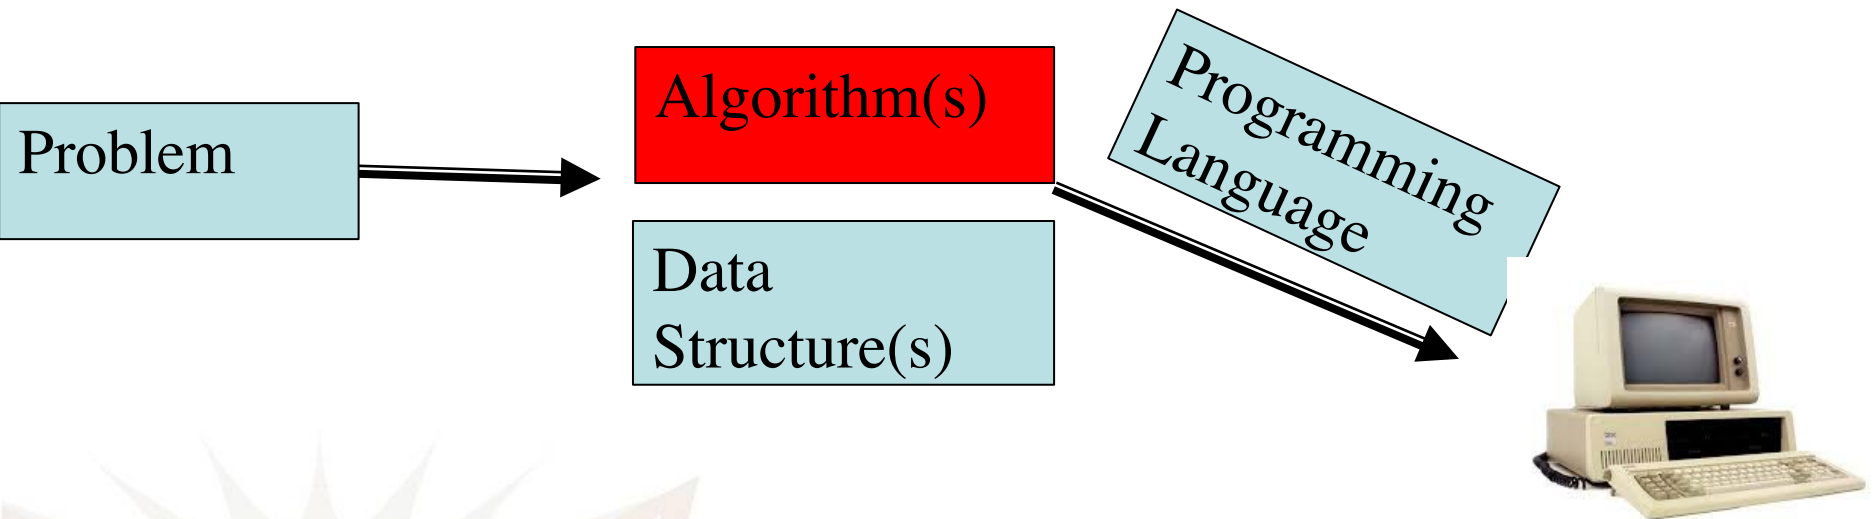 Problem
Algorithm(s)
Data
Structure(s)
Programming
Language